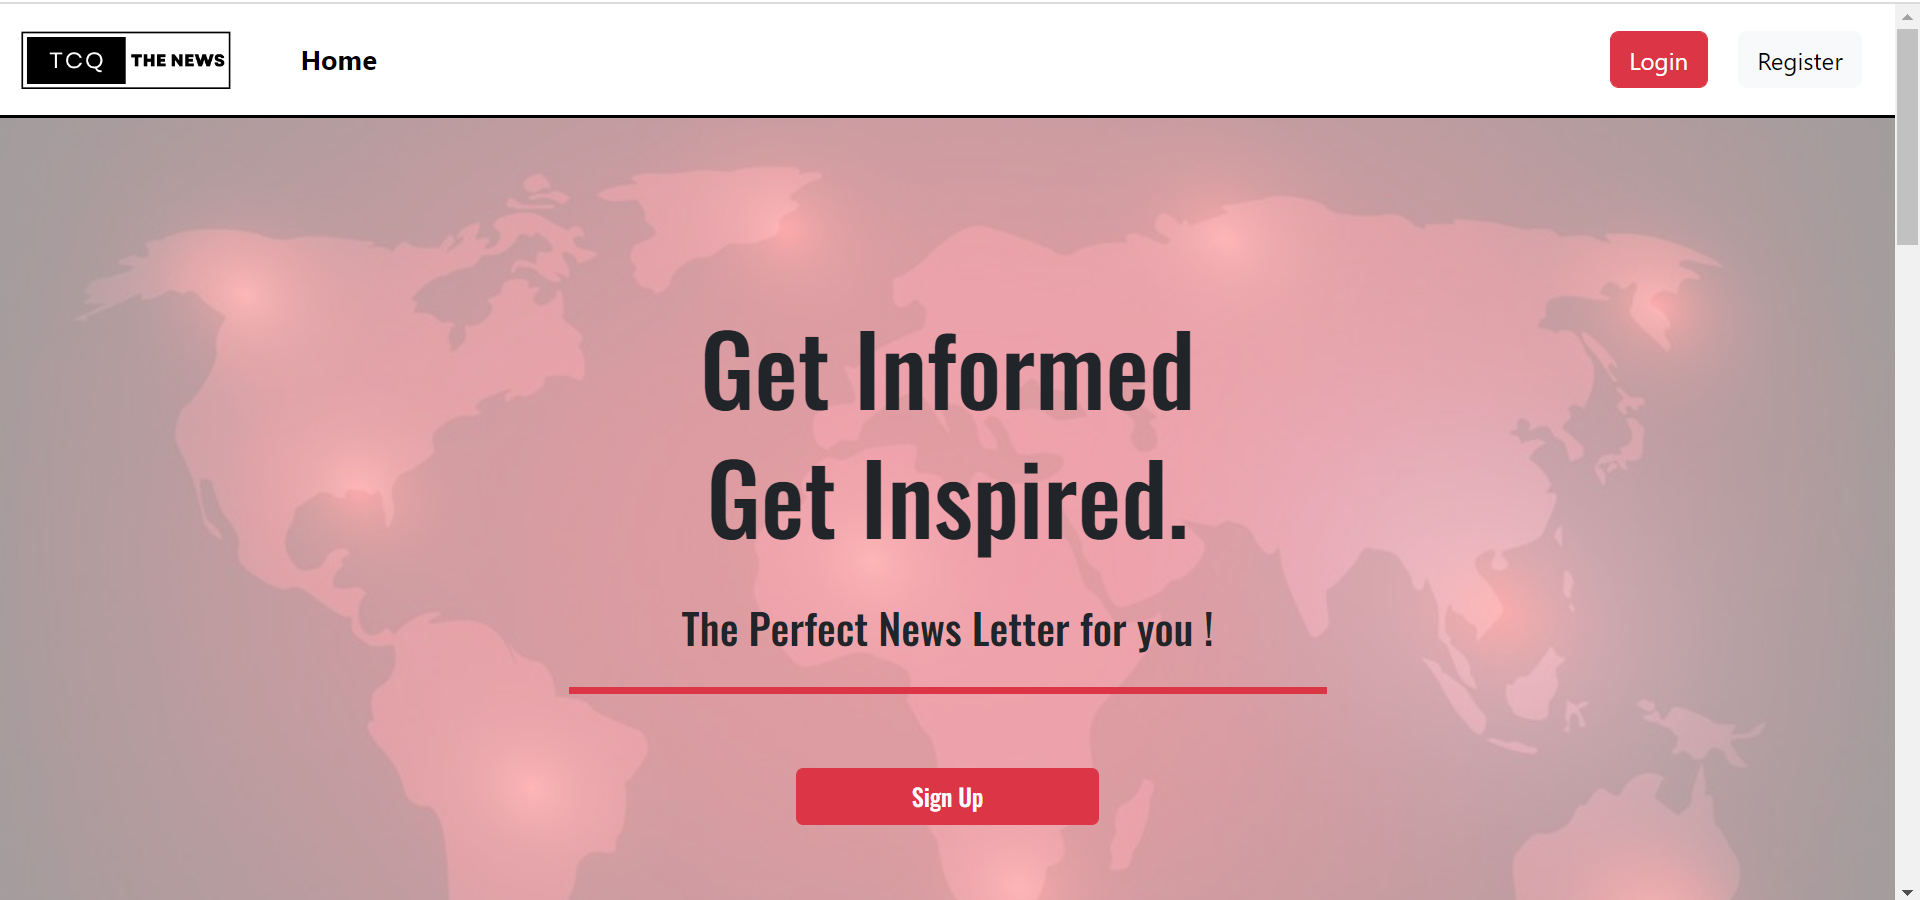 TCQ THE NEWS
Home
Login
Register
Get Informed
Get Inspired.
The Perfect News Letter for you !
Sign Up